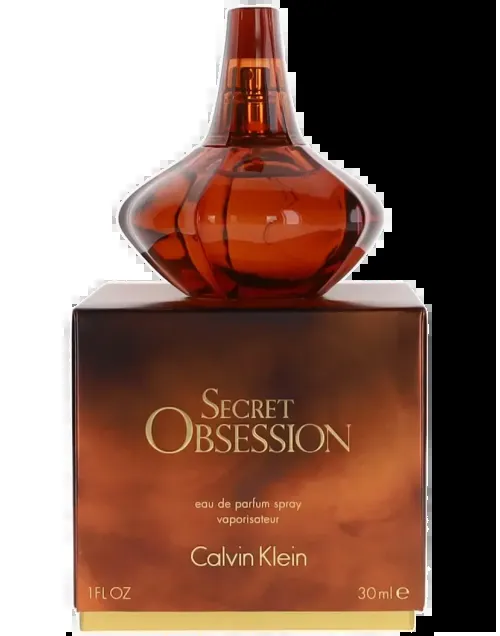 SECRET
OBSESSION
eau de parfum spray
vaporisateur
Calvin Klein
1 FL OZ
30 ml ℮